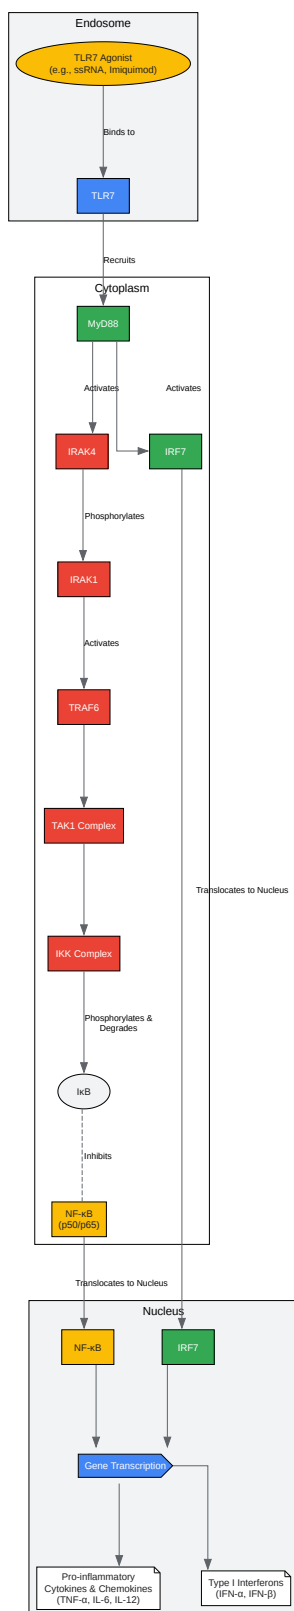 Endosome
TLR7 Agonist
(e.g., ssRNA, Imiquimod)
Binds to
TLR7
Recruits
Cytoplasm
MyD88
Activates
Activates
IRAK4
IRF7
Phosphorylates
IRAK1
Activates
TRAF6
TAK1 Complex
Translocates to Nucleus
IKK Complex
Phosphorylates &
Degrades
IκB
Inhibits
NF-κB
(p50/p65)
Translocates to Nucleus
Nucleus
NF-κB
IRF7
Gene Transcription
Pro-inflammatory
Cytokines & Chemokines
(TNF-α, IL-6, IL-12)
Type I Interferons
(IFN-α, IFN-β)